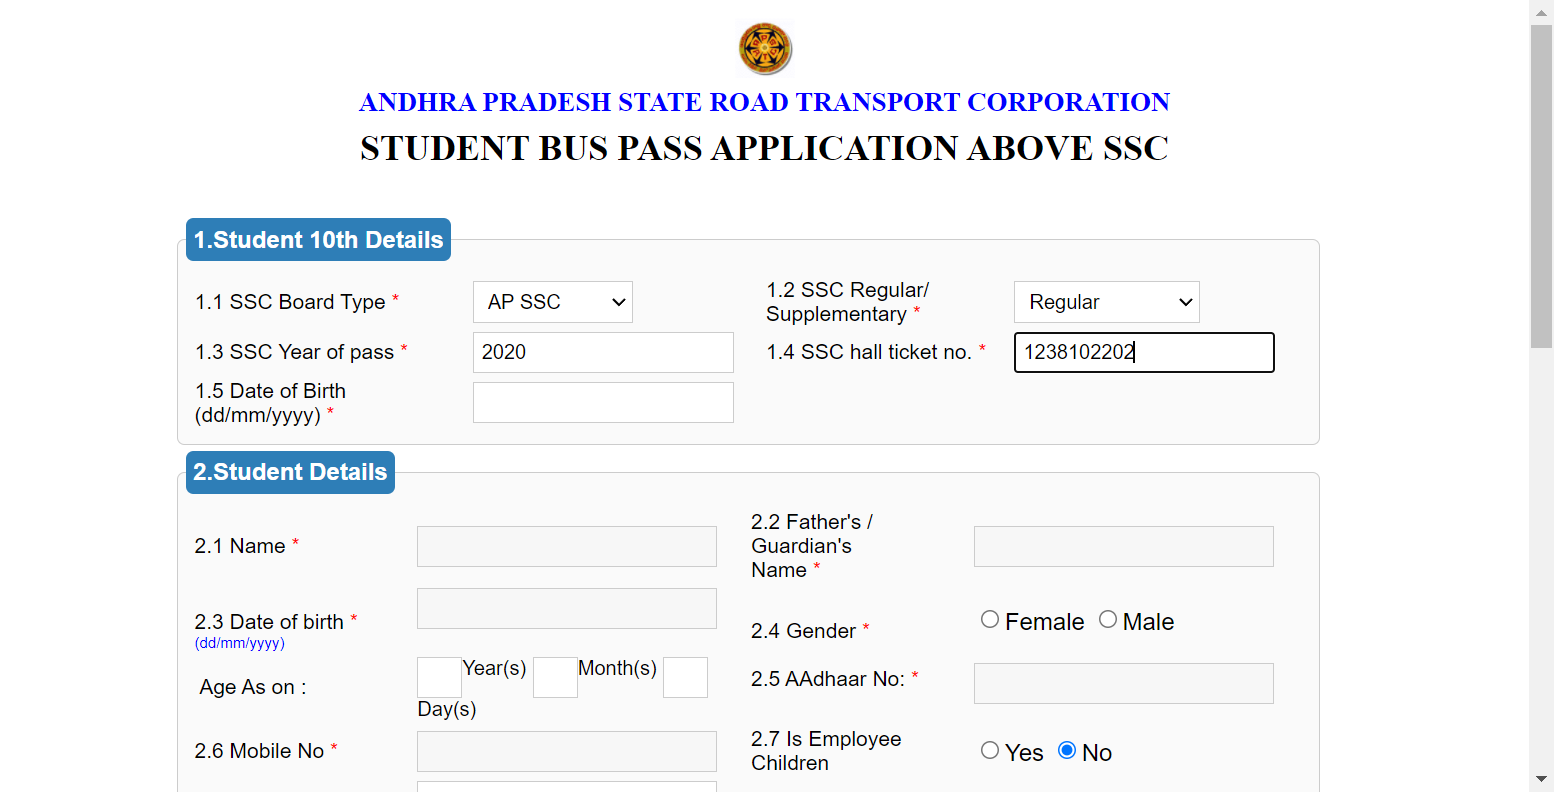 ANDHRA PRADESH STATE ROAD TRANSPORT CORPORATION
STUDENT BUS PASS APPLICATION ABOVE SSC
1.Student 10th Details
1.1 SSC Board Type * AP SSC
1.2 SSC Regular/
Supplementary * Regular
1.3 SSC Year of pass * 2020
1.4 SSC hall ticket no. * 1238102202
1.5 Date of Birth
(dd/mm/yyyy) *
2.Student Details
2.1 Name *
2.2 Father's /
Guardian's
Name *
2.3 Date of birth *
(dd/mm/yyyy)
2.4 Gender * Female Male
Age As on : Year(s) Month(s)
Day(s)
2.5 AAdhaar No: *
2.6 Mobile No *
2.7 Is Employee
Children Yes No